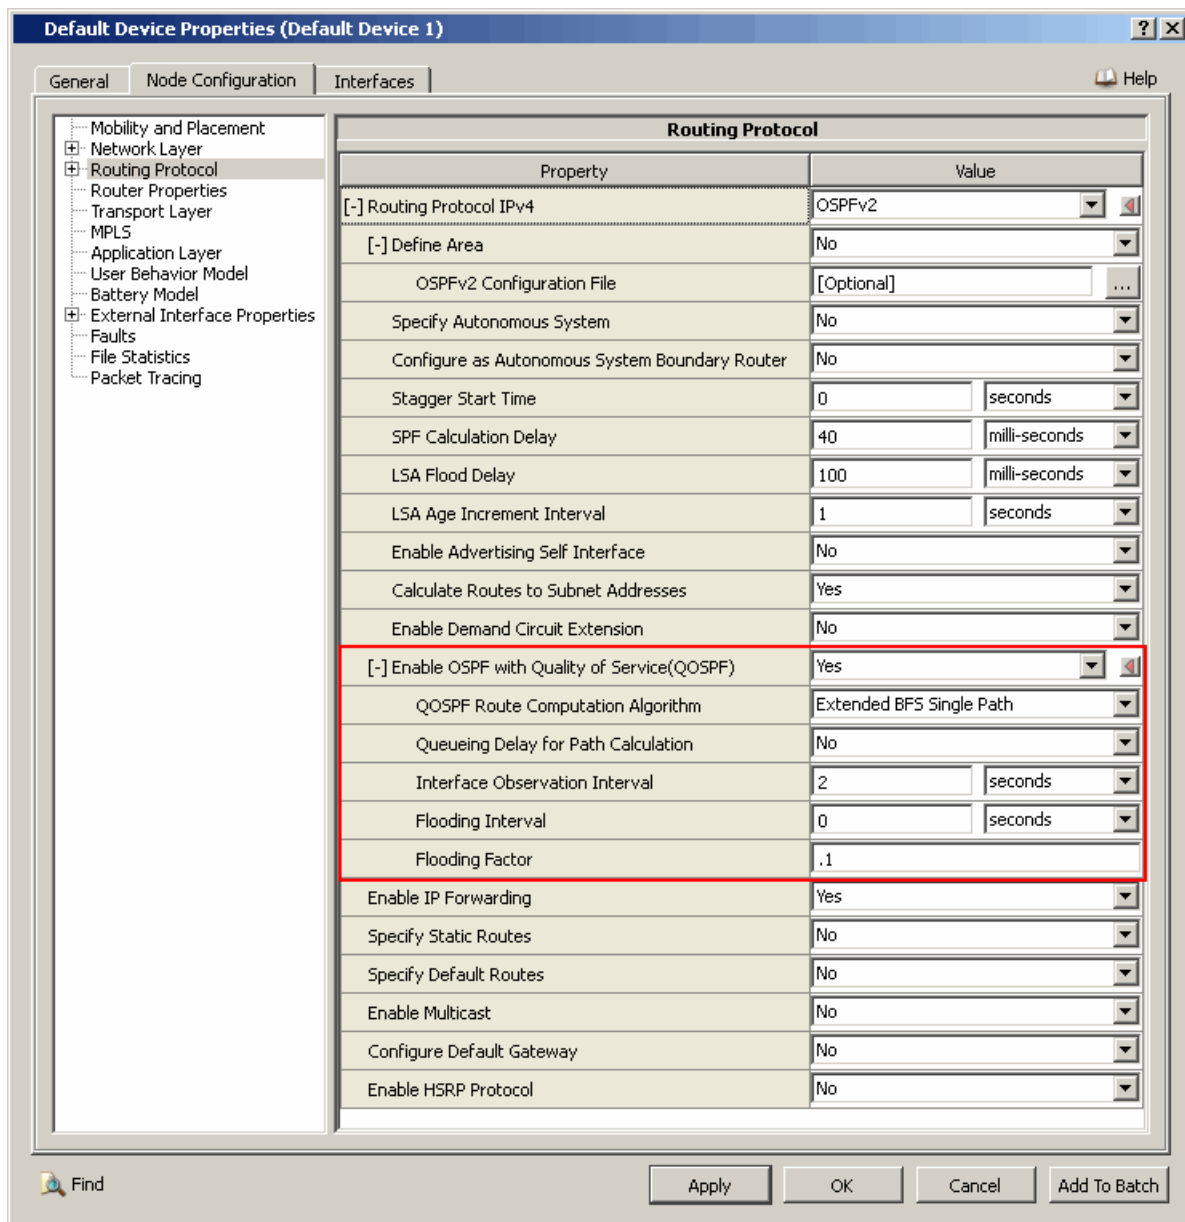 Default Device Properties (Default Device 1)
General Node Configuration Interfaces Help
Mobility and Placement
Network Layer
Routing Protocol
Router Properties
Transport Layer
MPLS
Application Layer
User Behavior Model
Battery Model
External Interface Properties
Faults
File Statistics
Packet Tracing
Routing Protocol
Property Value
[-] Routing Protocol IPv4 OSPFv2
[-] Define Area No
OSPFv2 Configuration File [Optional] ...
Specify Autonomous System No
Configure as Autonomous System Boundary Router No
Stagger Start Time 0 seconds
SPF Calculation Delay 40 milli-seconds
LSA Flood Delay 100 milli-seconds
LSA Age Increment Interval 1 seconds
Enable Advertising Self Interface No
Calculate Routes to Subnet Addresses Yes
Enable Demand Circuit Extension No
[-] Enable OSPF with Quality of Service(QOSPF) Yes
QOSPF Route Computation Algorithm Extended BFS Single Path
Queueing Delay for Path Calculation No
Interface Observation Interval 2 seconds
Flooding Interval 0 seconds
Flooding Factor .1
Enable IP Forwarding Yes
Specify Static Routes No
Specify Default Routes No
Enable Multicast No
Configure Default Gateway No
Enable HSRP Protocol No
Find Apply OK Cancel Add To Batch